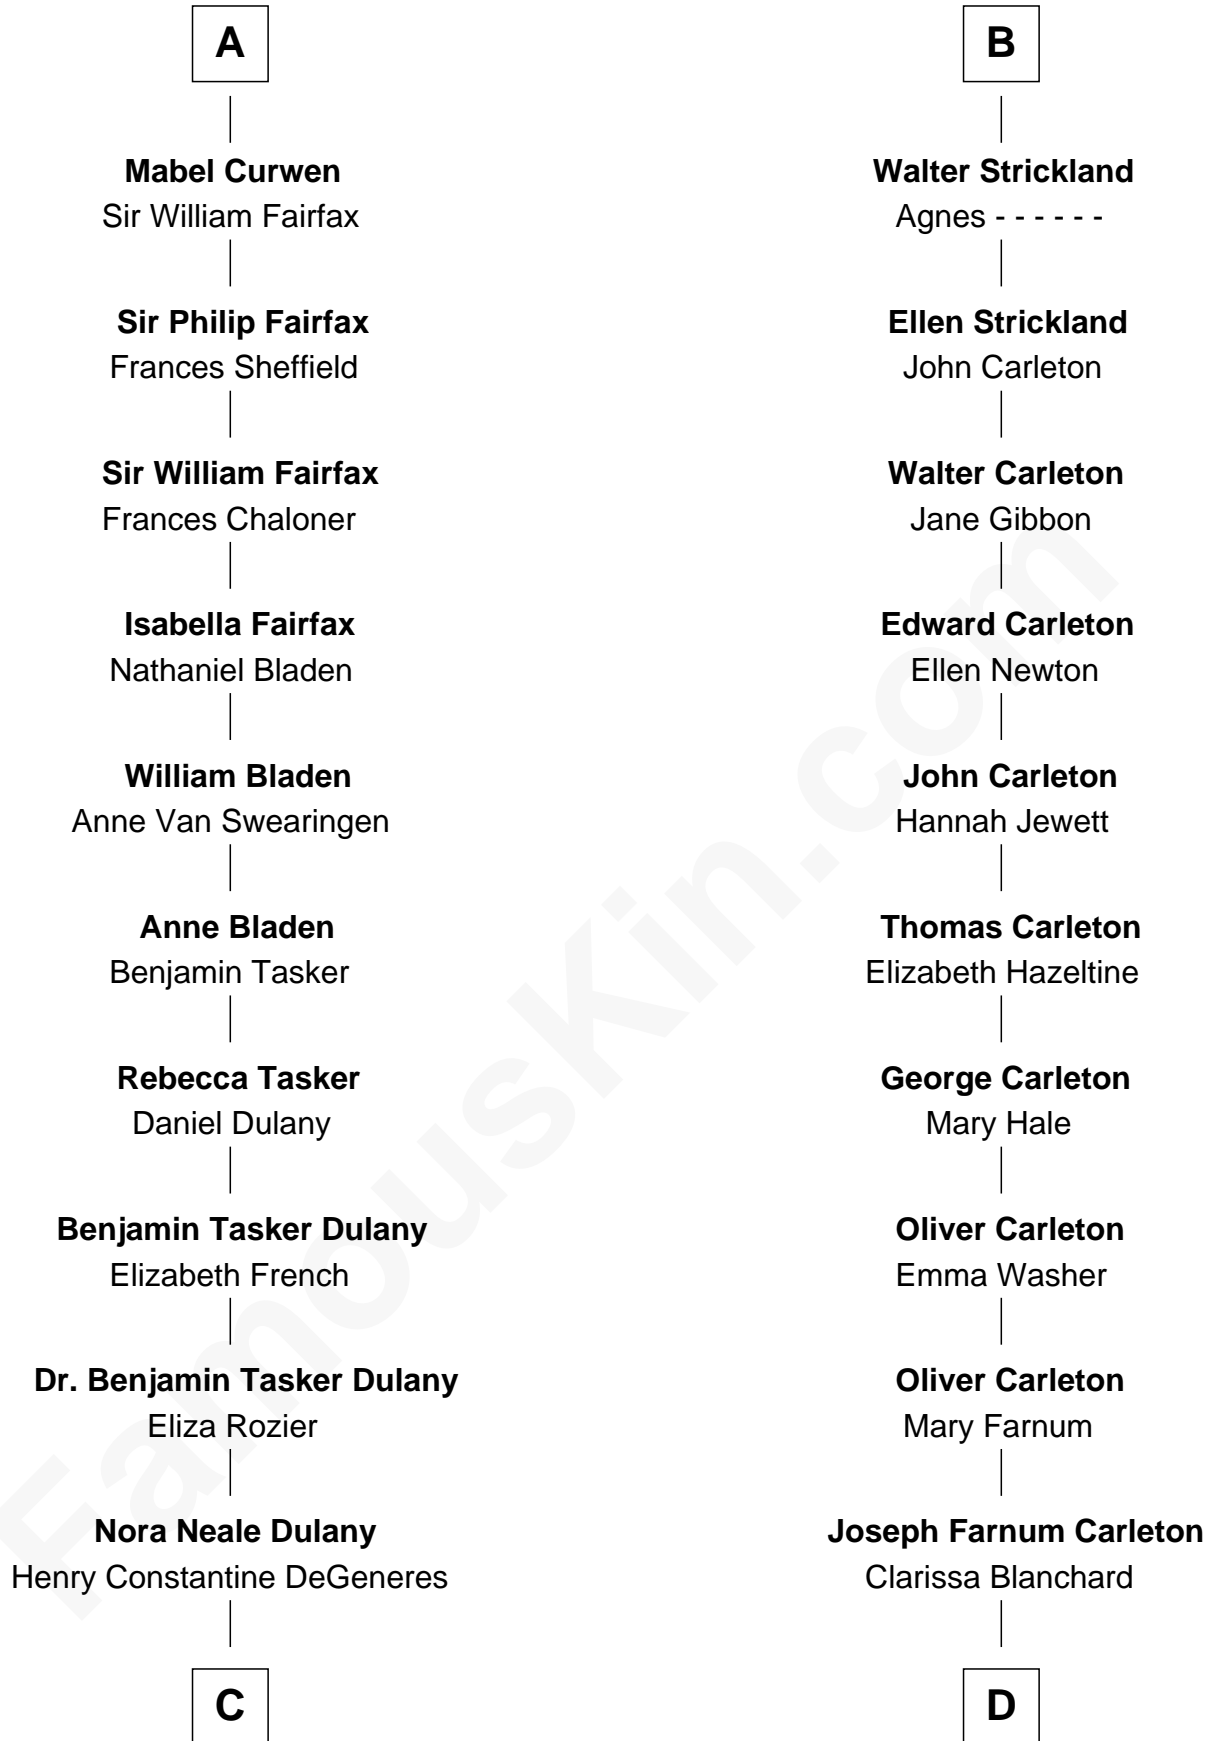 A
Mabel Curwen
Sir William Fairfax
Sir Philip Fairfax
Frances Sheffield
Sir William Fairfax
Frances Chaloner
Isabella Fairfax
Nathaniel Bladen
William Bladen
Anne Van Swearingen
Anne Bladen
Benjamin Tasker
Rebecca Tasker
Daniel Dulany
Benjamin Tasker Dulany
Elizabeth French
Dr. Benjamin Tasker Dulany
Eliza Rozier
Nora Neale Dulany
Henry Constantine DeGeneres
C
B
Walter Strickland
Agnes - - - - - -
Ellen Strickland
John Carleton
Walter Carleton
Jane Gibbon
Edward Carleton
Ellen Newton
John Carleton
Hannah Jewett
Thomas Carleton
Elizabeth Hazeltine
George Carleton
Mary Hale
Oliver Carleton
Emma Washer
Oliver Carleton
Mary Farnum
Joseph Farnum Carleton
Clarissa Blanchard
D
FamousKin.com